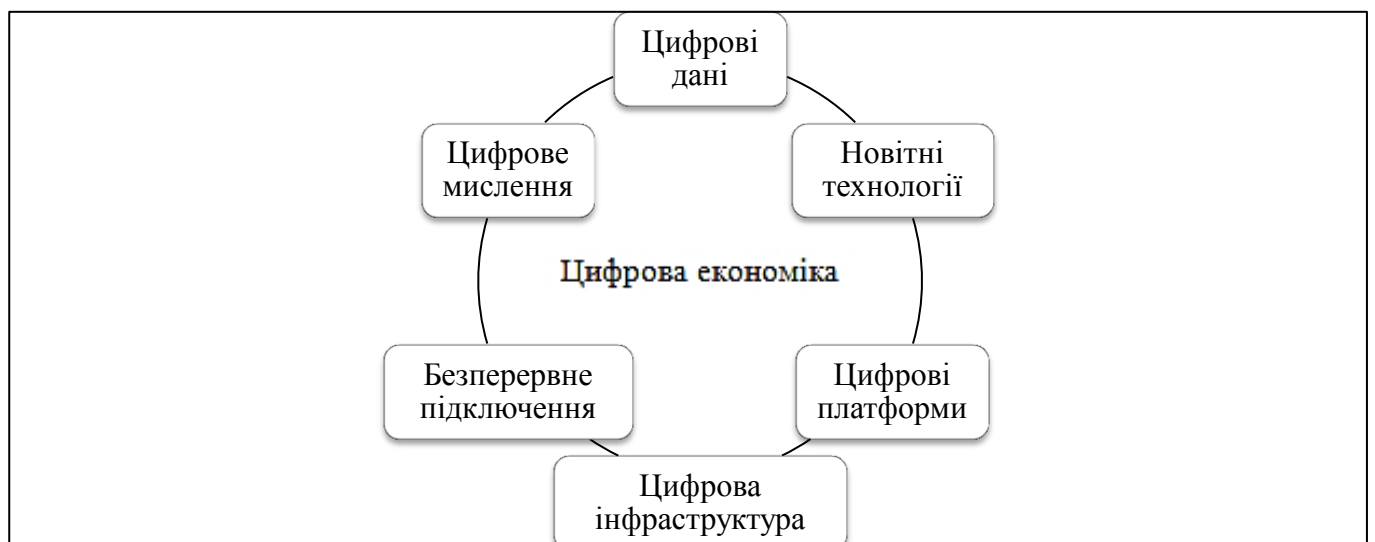 Цифрові
дані
Цифрове
мислення
Новітні
технології
Цифрова економіка
Безперервне
підключення
Цифрові
платформи
Цифрова
інфраструктура